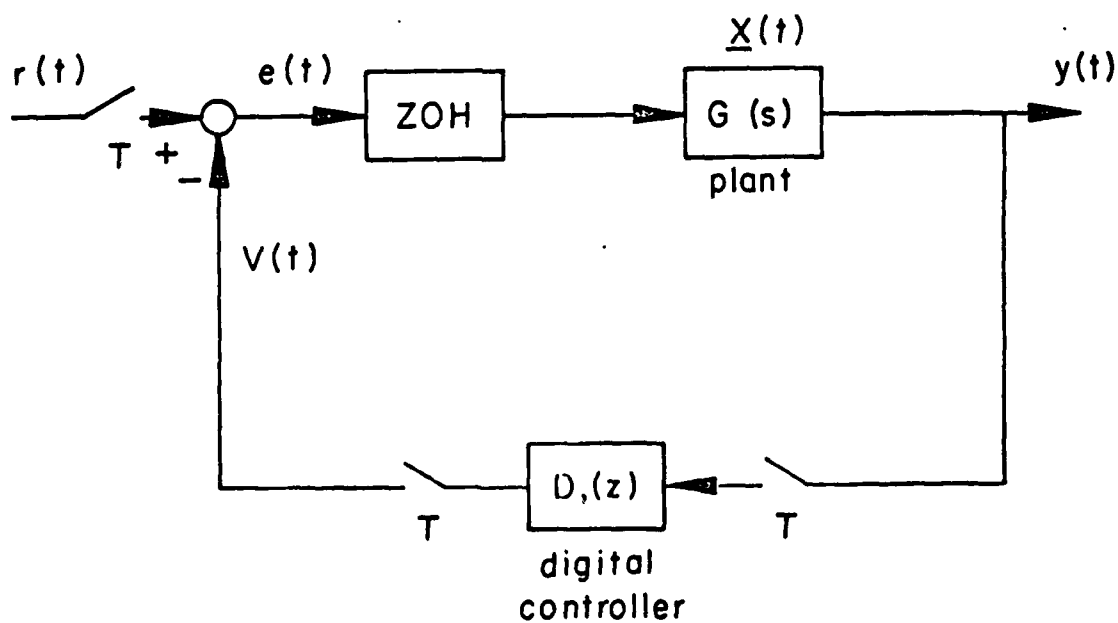 X(t)
r(t)
e(t)
y(t)
ZOH
G (s)
T
+
-
plant
V(t)
D,(z)
T
T
digital
controller